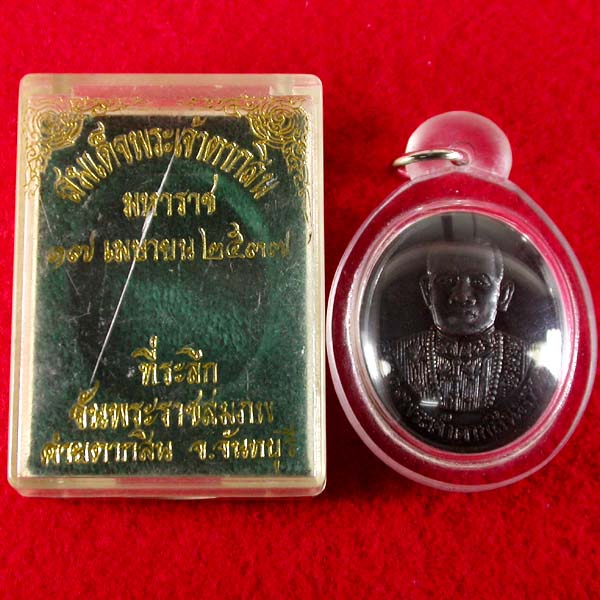 สมเด็จพระเจ้าตากสิน
มหาราช
๑๗ เมษายน ๒๕๓๗
ที่ระลึก
วันพระราชสมภพ
ค่ายตากสิน จ.จันทบุรี